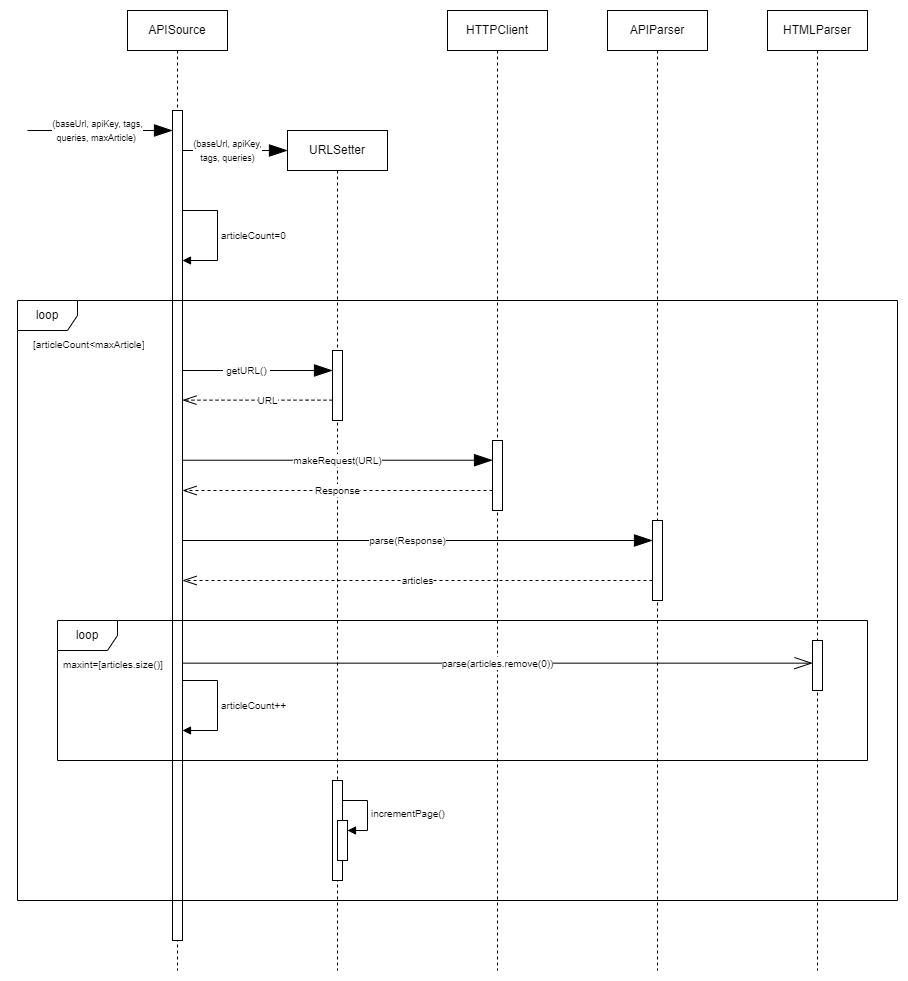 APISource
HTTPClient
APIParser
HTMLParser
(baseUrl, apiKey, tags,
queries, maxArticle)
(baseUrl, apiKey,
tags, queries)
URLSetter
articleCount=0
loop
[articleCount<maxArticle]
getURL()
URL
makeRequest(URL)
Response
parse(Response)
articles
loop
maxint=[articles.size()]
parse(articles.remove(0))
articleCount++
incrementPage()